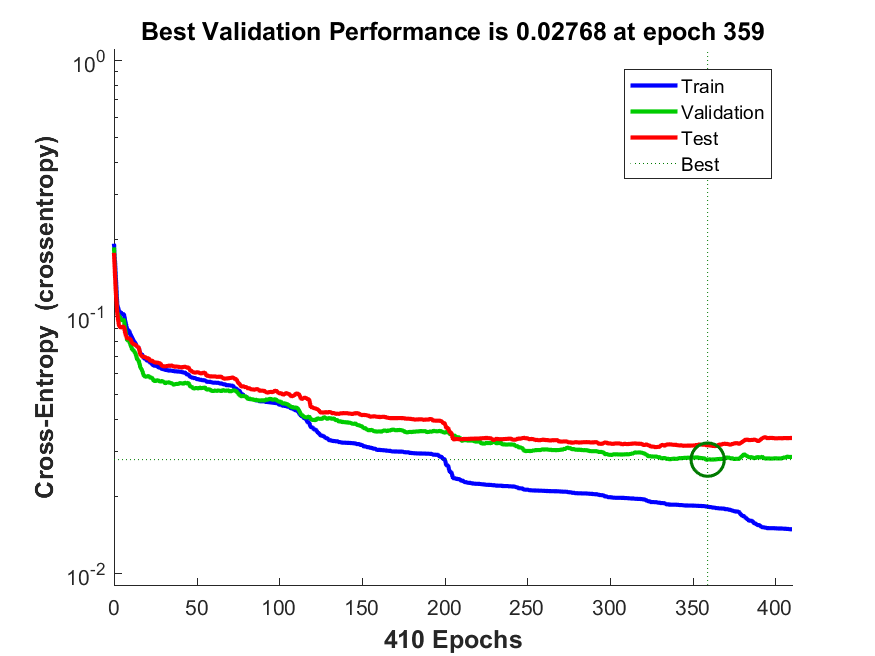 Best Validation Performance is 0.02768 at epoch 359
Train
Validation
Test
Best
Cross-Entropy (crossentropy)
10^0
10^-1
10^-2
0 50 100 150 200 250 300 350 400
410 Epochs